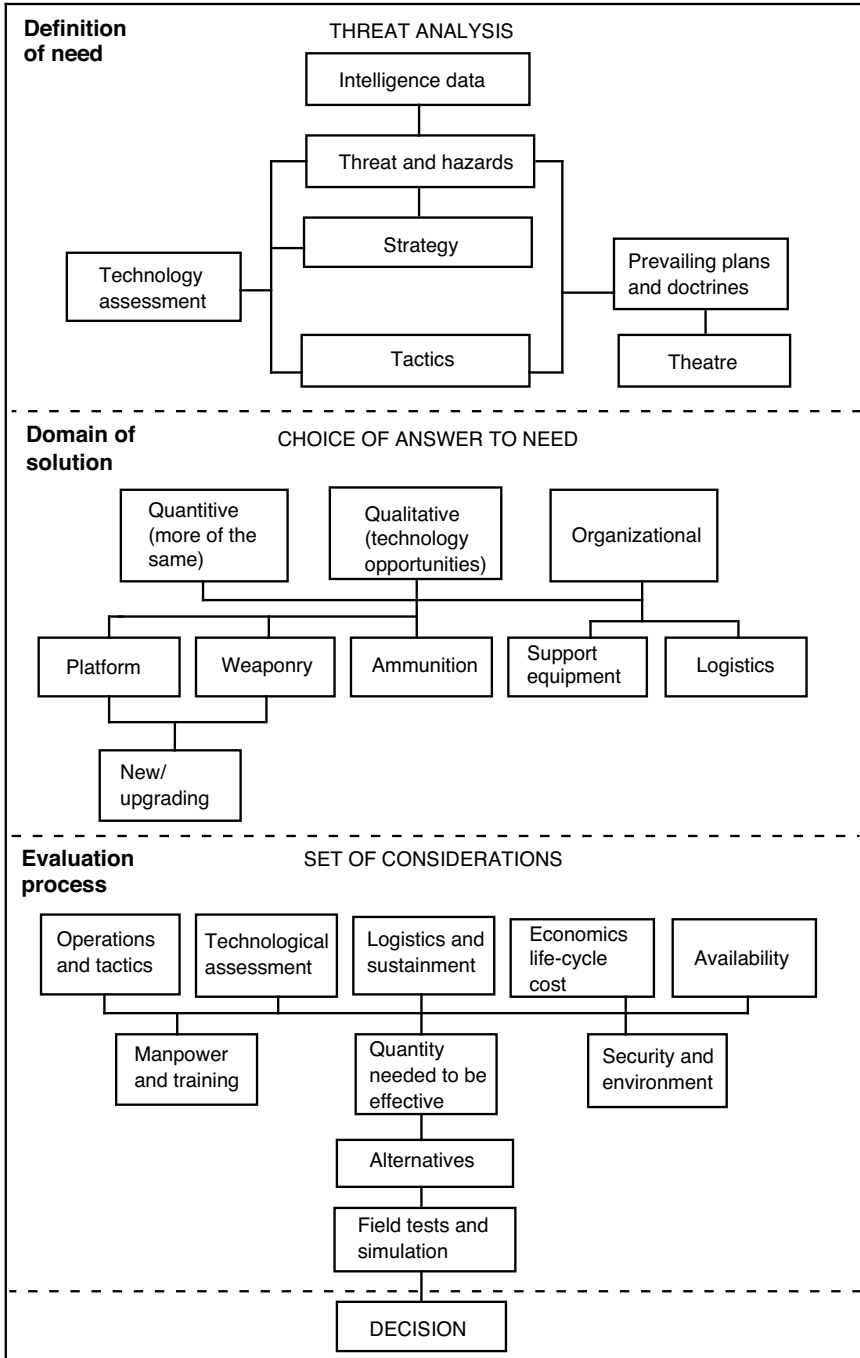 Definition
of need
THREAT ANALYSIS
Intelligence data
Threat and hazards
Strategy
Technology
assessment
Prevailing plans
and doctrines
Tactics
Theatre
Domain of
solution
CHOICE OF ANSWER TO NEED
Quantitive
(more of the
same)
Qualitative
(technology
opportunities)
Organizational
Platform
Weaponry
Ammunition
Support
equipment
Logistics
New/
upgrading
Evaluation
process
SET OF CONSIDERATIONS
Operations
and tactics
Technological
assessment
Logistics and
sustainment
Economics
life-cycle
cost
Availability
Manpower
and training
Quantity
needed to be
effective
Security and
environment
Alternatives
Field tests and
simulation
DECISION